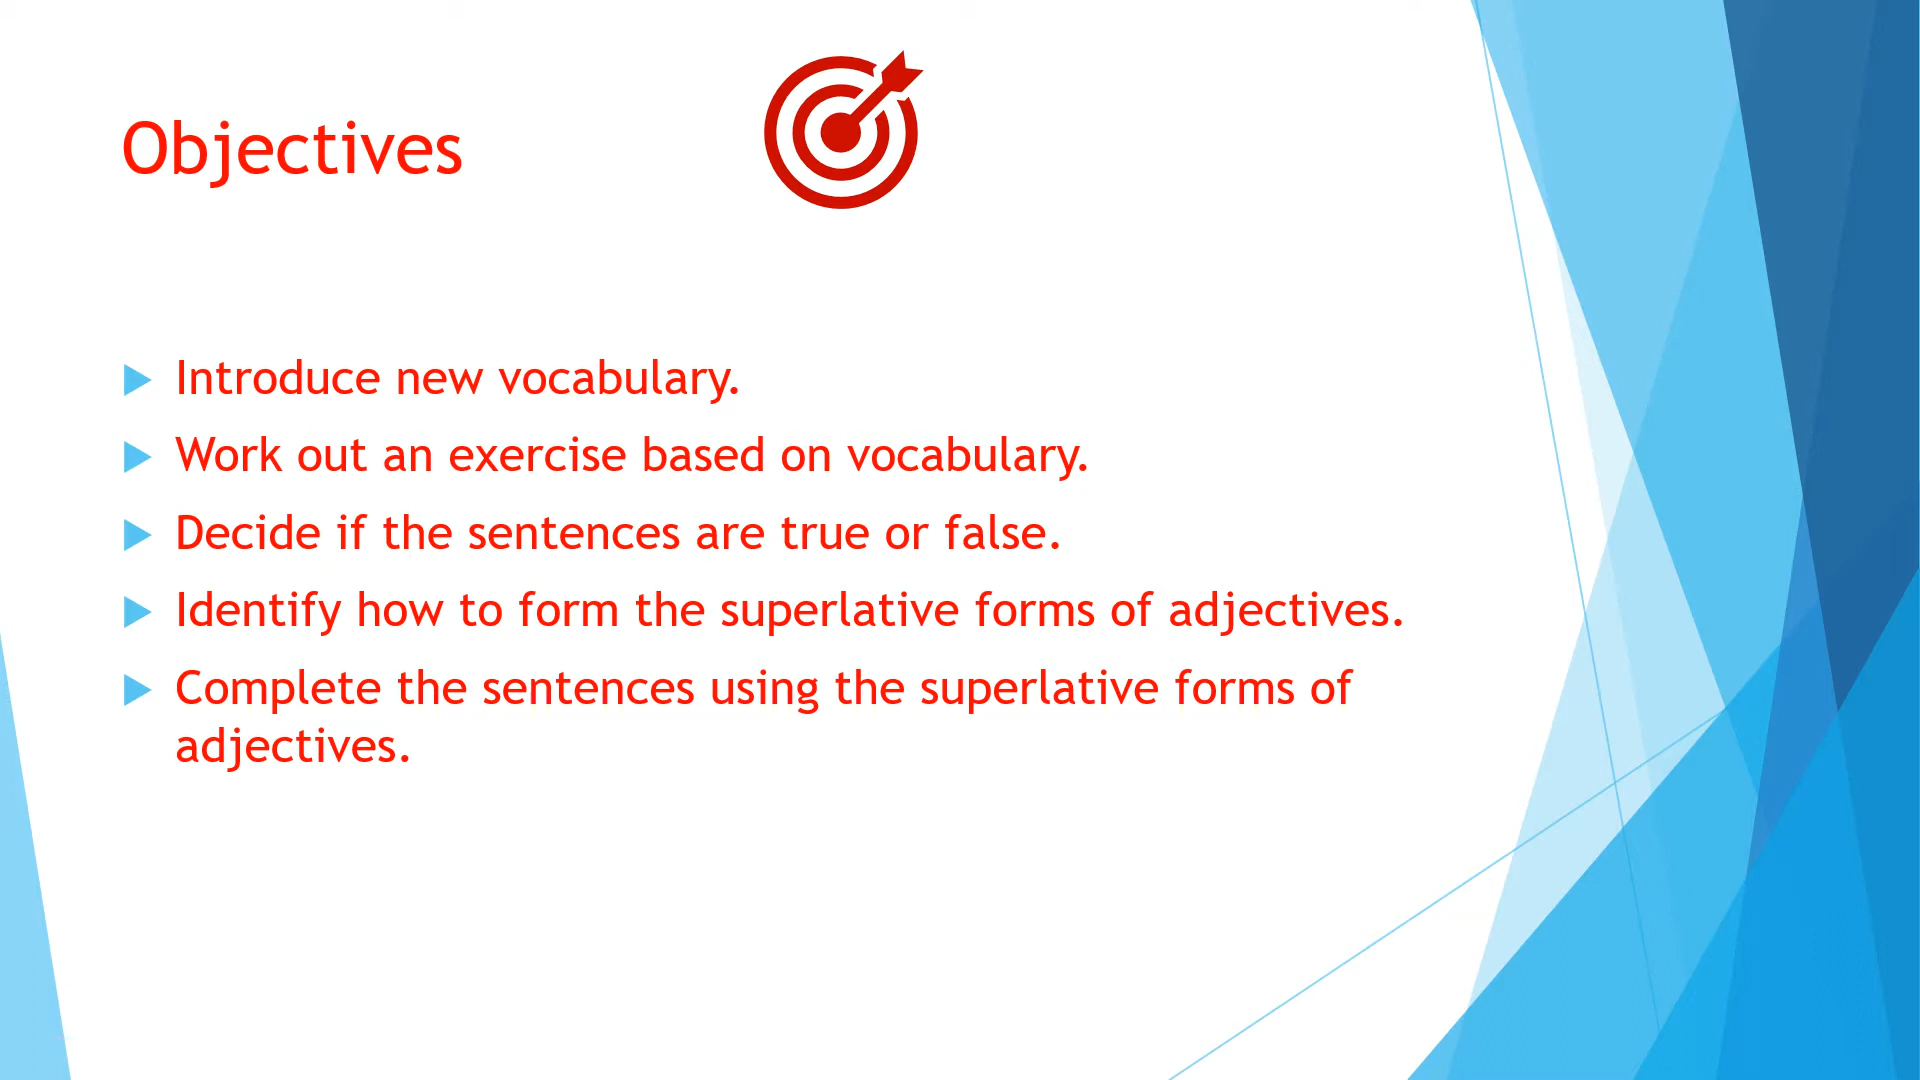 Objectives
Introduce new vocabulary.
Work out an exercise based on vocabulary.
Decide if the sentences are true or false.
Identify how to form the superlative forms of adjectives.
Complete the sentences using the superlative forms of
adjectives.